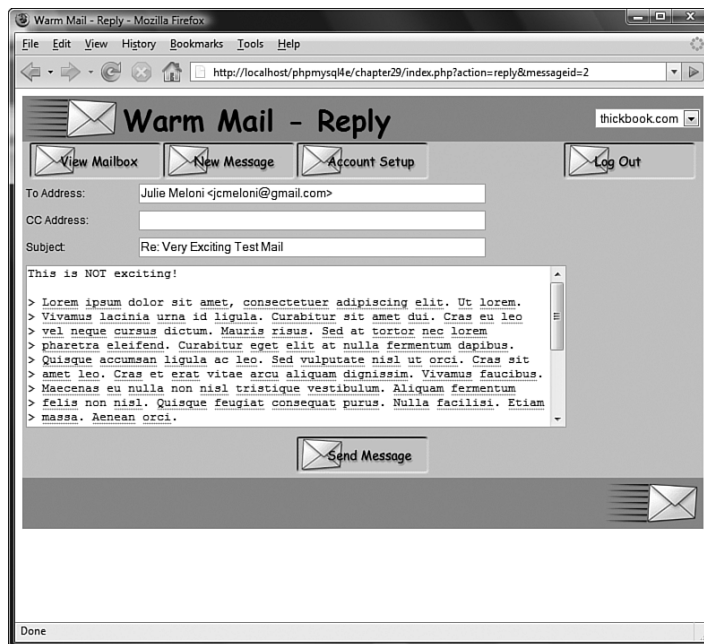 Warm Mail - Reply - Mozilla Firefox
File Edit View History Bookmarks Tools Help
http://localhost/phpmysql4e/chapter29/index.php?action=reply&messageid=2
Warm Mail - Reply
thickbook.com
View Mailbox New Message Account Setup Log Out
To Address: Julie Meloni <jcmeloni@gmail.com>
CC Address:
Subject: Re: Very Exciting Test Mail
This is NOT exciting!
> Lorem ipsum dolor sit amet, consectetuer adipiscing elit. Ut lorem.
> Vivamus lacinia urna id ligula. Curabitur sit amet dui. Cras eu leo
> vel neque cursus dictum. Mauris risus. Sed at tortor nec lorem
> pharetra eleifend. Curabitur eget elit at nulla fermentum dapibus.
> Quisque accumsan ligula ac leo. Sed vulputate nisl ut orci. Cras sit
> amet leo. Cras et erat vitae arcu aliquam dignissim. Vivamus faucibus.
> Maecenas eu nulla non nisl tristique vestibulum. Aliquam fermentum
> felis non nisl. Quisque feugiat consequat purus. Nulla facilisi. Etiam
> massa. Aenean orci.
Send Message
Done